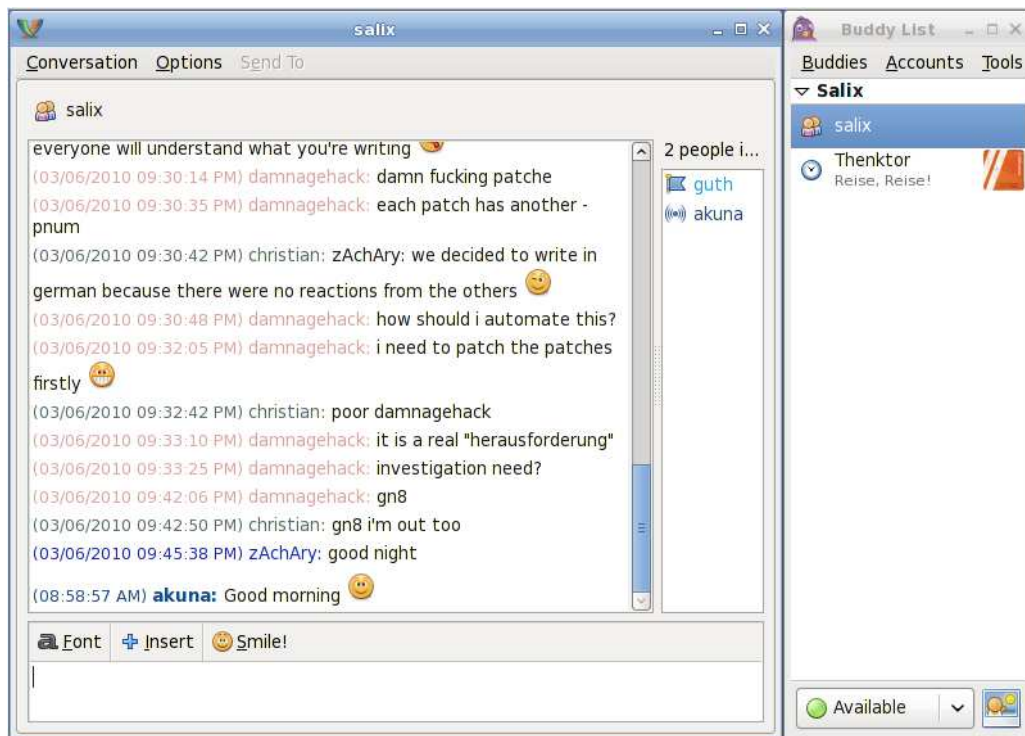 salix
Conversation Options Send To
salix
everyone will understand what you're writing
(03/06/2010 09:30:14 PM) damnagehack: damn fucking patche
(03/06/2010 09:30:35 PM) damnagehack: each patch has another -
pnum
(03/06/2010 09:30:42 PM) christian: zAchAry: we decided to write in
german because there were no reactions from the others
(03/06/2010 09:30:48 PM) damnagehack: how should i automate this?
(03/06/2010 09:32:05 PM) damnagehack: i need to patch the patches
firstly
(03/06/2010 09:32:42 PM) christian: poor damnagehack
(03/06/2010 09:33:10 PM) damnagehack: it is a real "herausforderung"
(03/06/2010 09:33:25 PM) damnagehack: investigation need?
(03/06/2010 09:42:06 PM) damnagehack: gn8
(03/06/2010 09:42:50 PM) christian: gn8 i'm out too
(03/06/2010 09:45:38 PM) zAchAry: good night
(08:58:57 AM) akuna: Good morning
2 people i...
guth
akuna
a Font Insert Smile!
Buddy List
Buddies Accounts Tools
Salix
salix
Thenktor
Reise, Reise!
Available